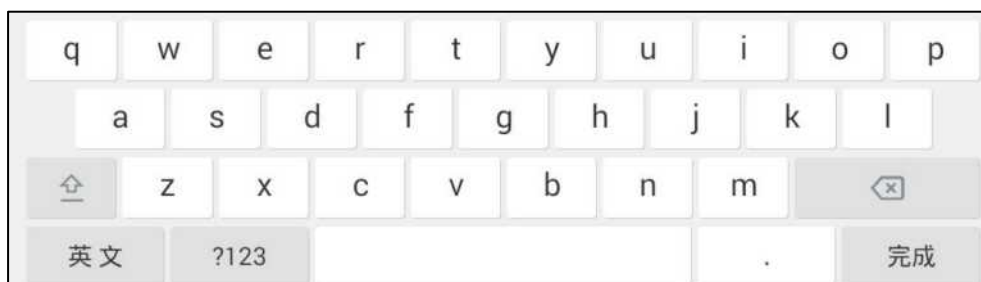 q w e r t y u i o p
a s d f g h j k l
z x c v b n m
英文 ?123 . 完成